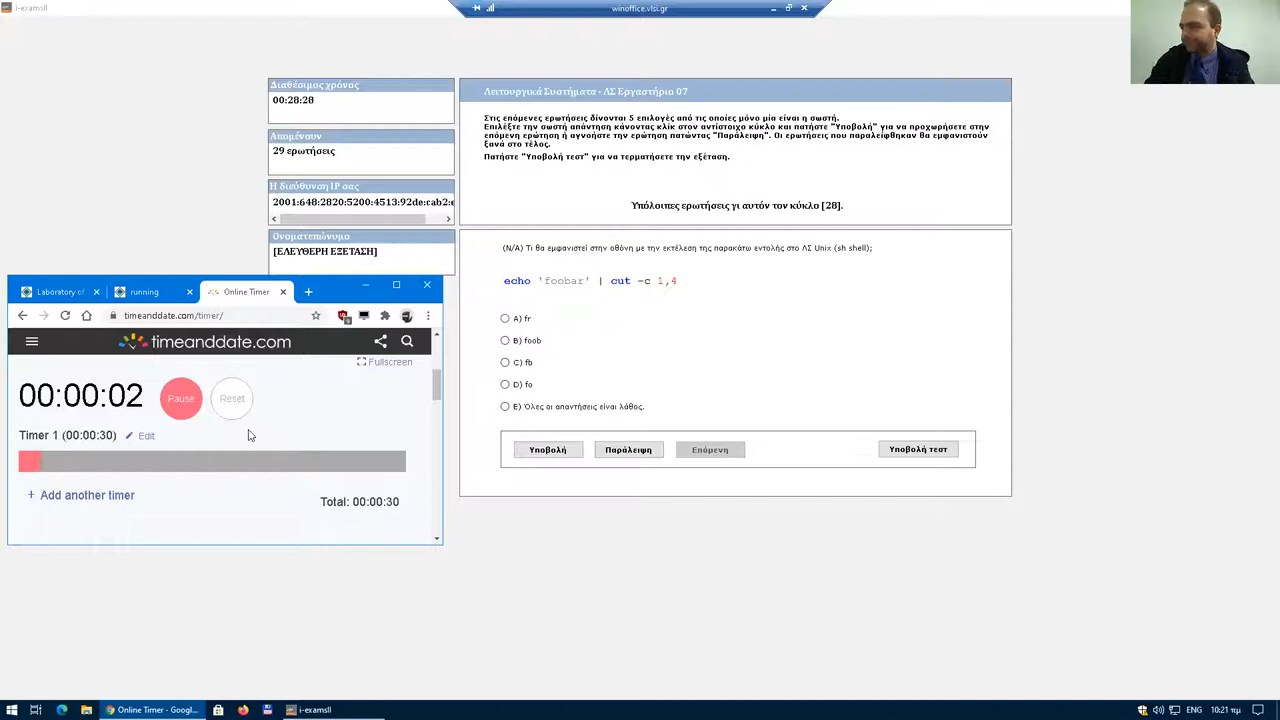 i-examsll
winoffice.vlsi.gr
Διαθέσιμος χρόνος
00:28:28
Απομένουν
29 ερωτήσεις
Η διεύθυνση IP σας
2001:648:2820:5200:4513:92de:cab2:
Ονοματεπώνυμο
[ΕΛΕΥΘΕΡΗ ΕΞΕΤΑΣΗ]
Λειτουργικά Συστήματα - ΛΣ Εργαστήριο 07
Στις επόμενες ερωτήσεις δίνονται 5 επιλογές από τις οποίες μόνο μία είναι η σωστή.
Επιλέξτε την σωστή απάντηση κάνοντας κλίκ στον αντίστοιχο κύκλο και πατήστε "Υποβολή" για να προχωρήσετε στην
επόμενη ερώτηση ή αγνοήστε την ερώτηση πατώντας "Παράλειψη". Οι ερωτήσεις που παραλείφθηκαν θα εμφανιστούν
ξανά στο τέλος.
Πατήστε "Υποβολή τεστ" για να τερματήσετε την εξέταση.
Υπόλοιπες ερωτήσεις γι αυτόν τον κύκλο [28].
(N/A) Τι θα εμφανιστεί στην οθόνη με την εκτέλεση της παρακάτω εντολής στο ΛΣ Unix (sh shell);
echo 'foobar' | cut -c 1,4
A) fr
B) foob
C) fb
D) fo
E) Όλες οι απαντήσεις είναι λάθος.
Υποβολή Παράλειψη Επόμενη Υποβολή τεστ
Laboratory of running Online Timer
timeanddate.com/timer/
timeanddate.com
Fullscreen
00:00:02 Pause Reset
Timer 1 (00:00:30) Edit
+ Add another timer
Total: 00:00:30
Online Timer - Googl... i-examsll ENG 10:21 πμ